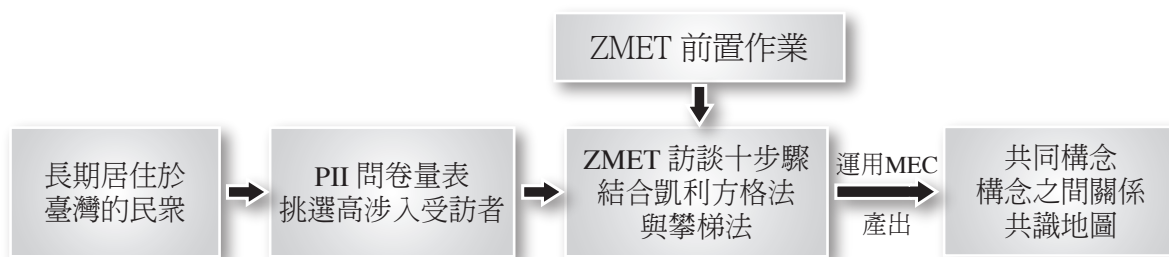 ZMET 前置作業
長期居住於
臺灣的民衆
PII 問卷量表
挑選高涉入受訪者
ZMET 訪談十步驟
結合凱利方格法
與攀梯法
運用MEC
產出
共同構念
構念之間關係
共識地圖